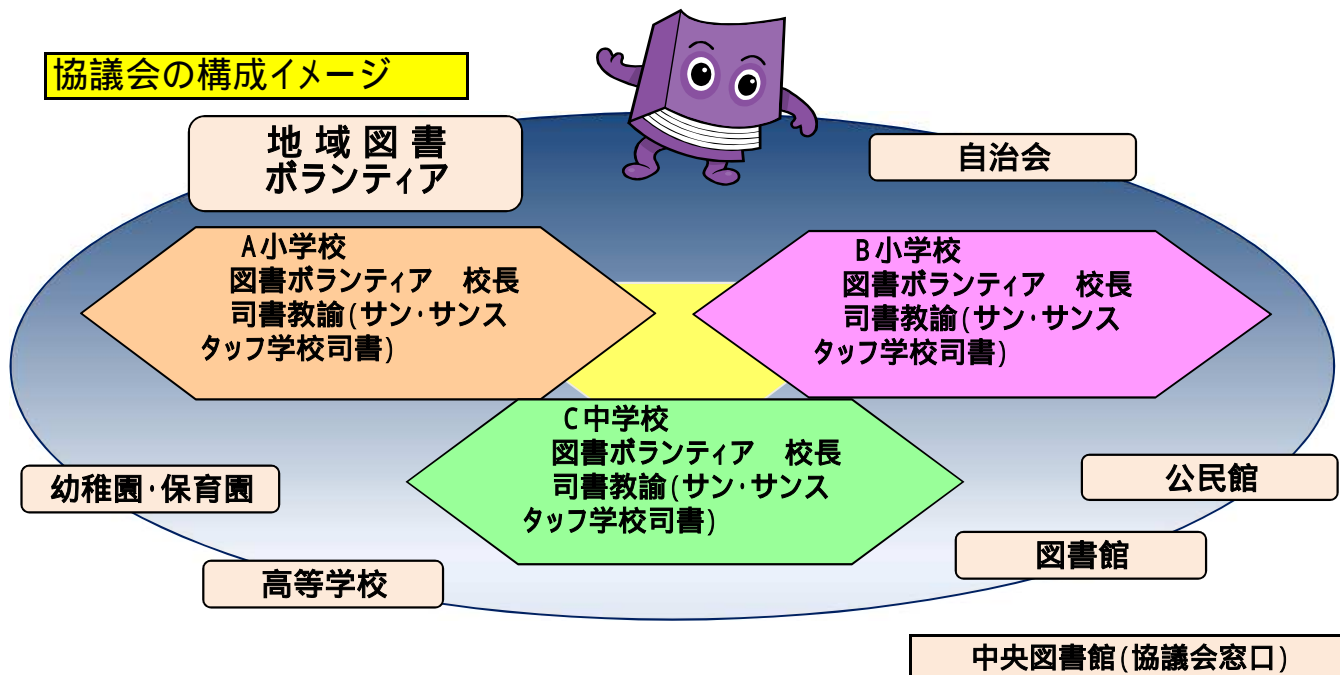 協議会の構成イメージ
地域図書
ボランティア
自治会
A小学校
図書ボランティア 校長
司書教諭(サン・サンス
タッフ学校司書)
B小学校
図書ボランティア 校長
司書教諭(サン・サンス
タッフ学校司書)
C中学校
図書ボランティア 校長
司書教諭(サン・サンス
タッフ学校司書)
幼稚園・保育園
公民館
図書館
高等学校
中央図書館(協議会窓口)